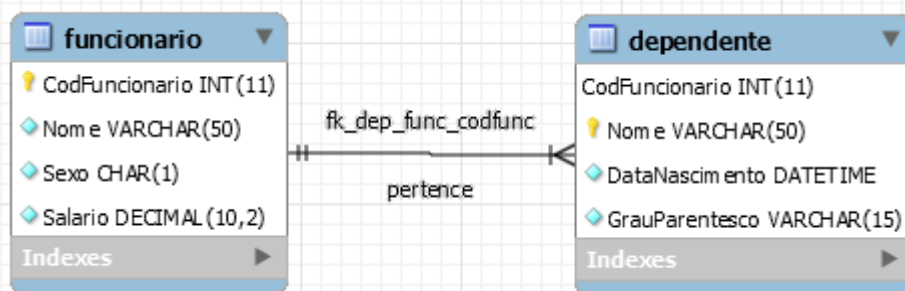 funcionario
CodFuncionario INT(11)
Nome VARCHAR(50)
Sexo CHAR(1)
Salario DECIMAL(10,2)
Indexes
fk_dep_func_codfunc
pertence
dependente
CodFuncionario INT(11)
Nome VARCHAR(50)
DataNascimento DATETIME
GrauParentesco VARCHAR(15)
Indexes